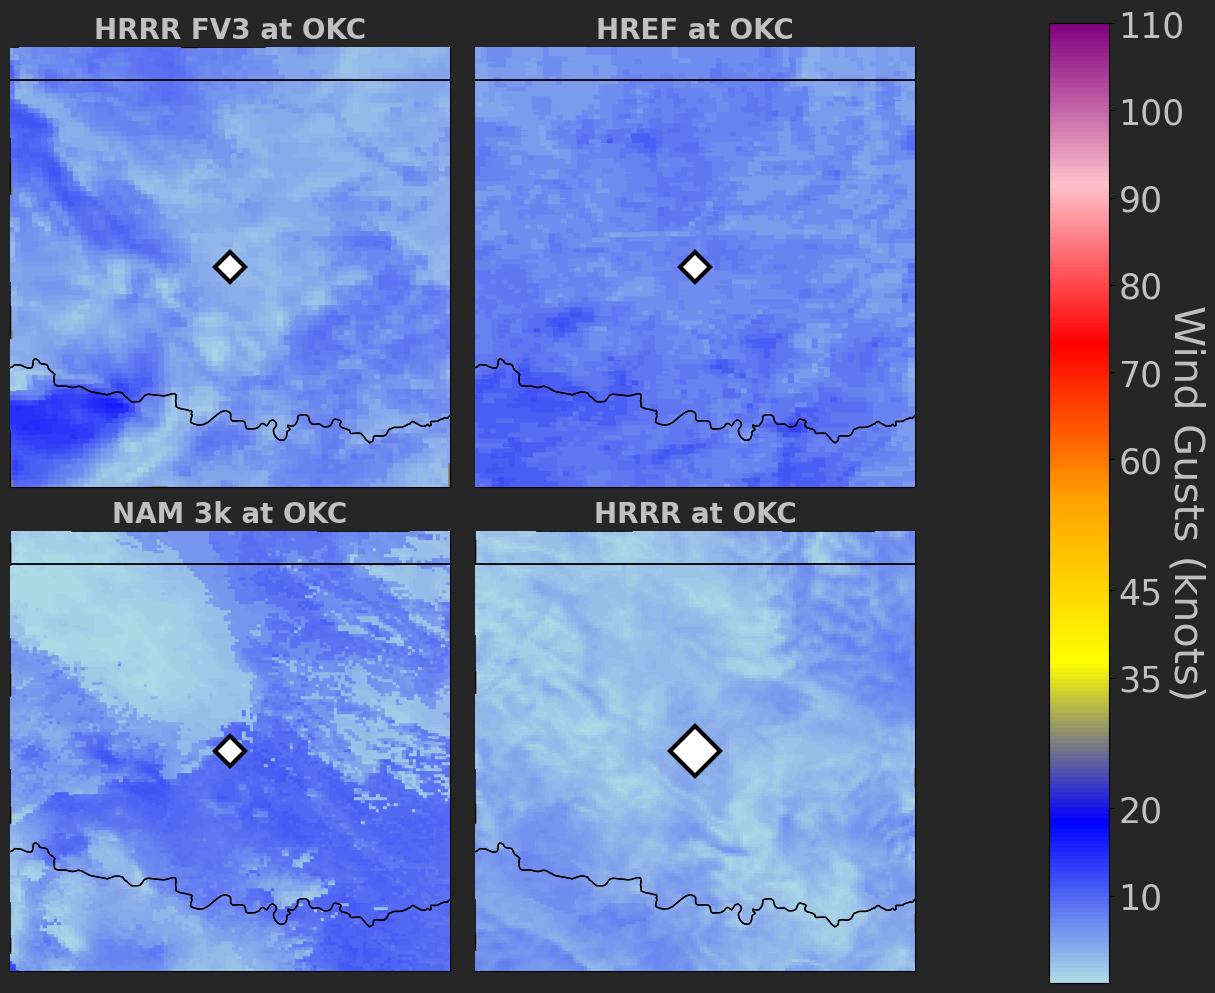 HRRR FV3 at OKC
HREF at OKC
NAM 3k at OKC
HRRR at OKC
110
100
90
80
70
60
45
35
20
10
Wind Gusts (knots)